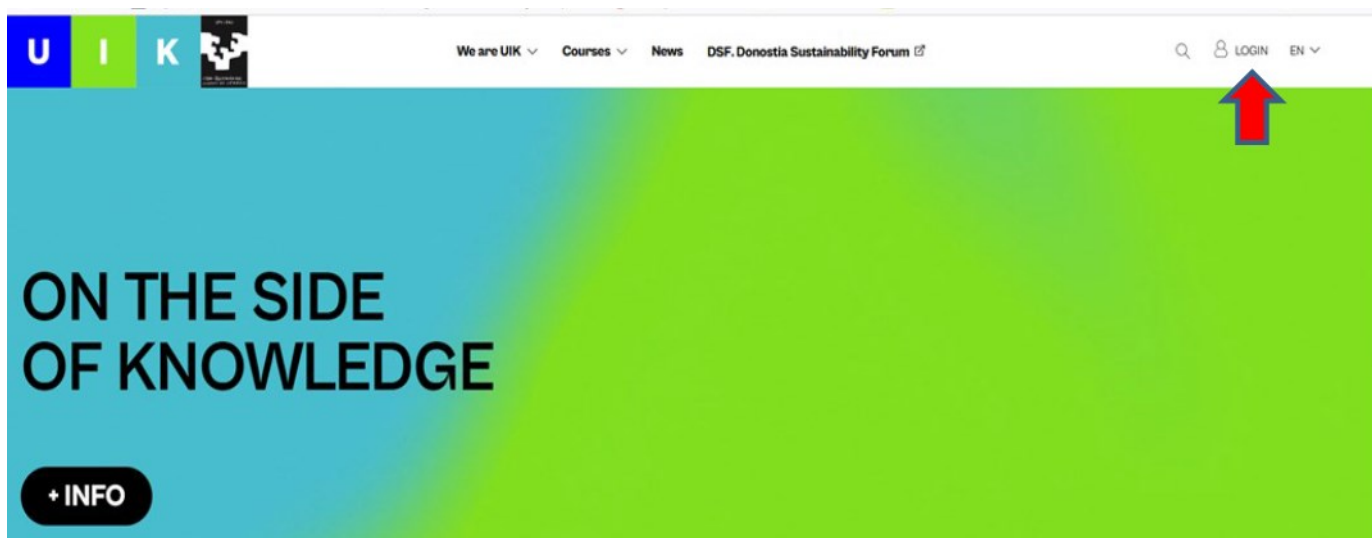 U I K
We are UIK Courses News DSF. Donostia Sustainability Forum LOGIN EN
ON THE SIDE
OF KNOWLEDGE
+ INFO